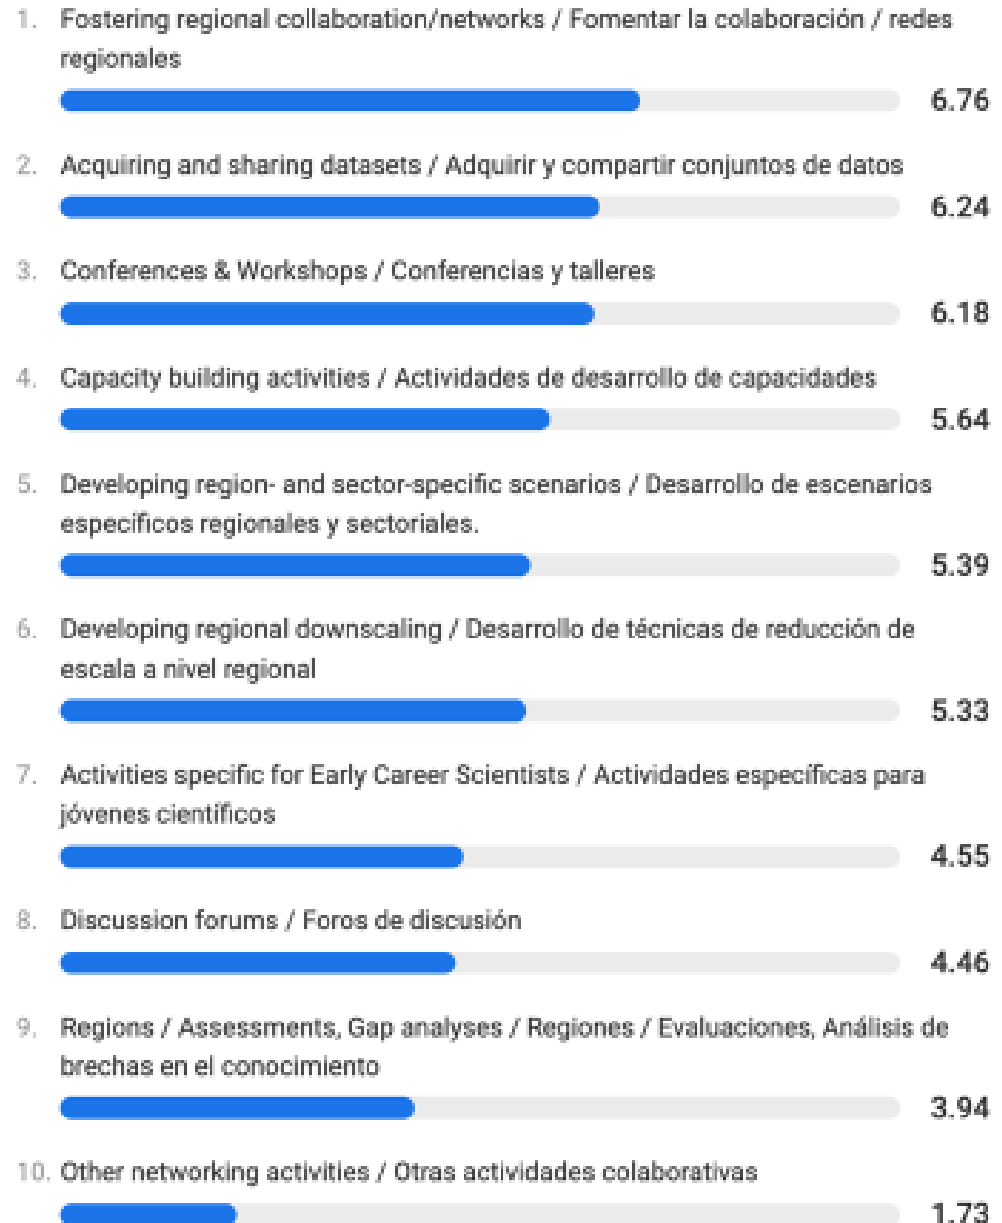 1. Fostering regional collaboration/networks / Fomentar la colaboración / redes
regionales
6.76
2. Acquiring and sharing datasets / Adquirir y compartir conjuntos de datos
6.24
3. Conferences & Workshops / Conferencias y talleres
6.18
4. Capacity building activities / Actividades de desarrollo de capacidades
5.64
5. Developing region- and sector-specific scenarios / Desarrollo de escenarios
específicos regionales y sectoriales.
5.39
6. Developing regional downscaling / Desarrollo de técnicas de reducción de
escala a nivel regional
5.33
7. Activities specific for Early Career Scientists / Actividades específicas para
jóvenes científicos
4.55
8. Discussion forums / Foros de discusión
4.46
9. Regions / Assessments, Gap analyses / Regiones / Evaluaciones, Análisis de
brechas en el conocimiento
3.94
10. Other networking activities / Otras actividades colaborativas
1.73